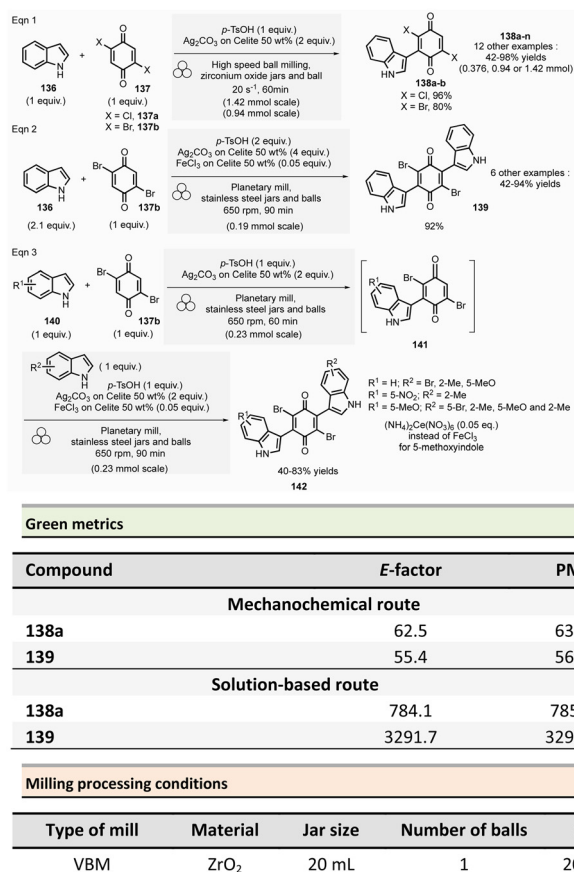 Eqn 1
136
(1 equiv.)
+
137
(1 equiv.)
X = Cl, 137a
X = Br, 137b
p-TsOH (1 equiv.)
Ag2CO3 on Celite 50 wt% (2 equiv.)
High speed ball milling,
zirconium oxide jars and ball
20 s-1, 60min
(1.42 mmol scale)
(0.94 mmol scale)
138a-b
X = Cl, 96%
X = Br, 80%
138a-n
12 other examples :
42-98% yields
(0.376, 0.94 or 1.42 mmol)
Eqn 2
136
(2.1 equiv.)
+
137b
(1 equiv.)
p-TsOH (2 equiv.)
Ag2CO3 on Celite 50 wt% (4 equiv.)
FeCl3 on Celite 50 wt% (0.05 equiv.)
Planetary mill,
stainless steel jars and balls
650 rpm, 90 min
(0.19 mmol scale)
139
92%
6 other examples :
42-94% yields
Eqn 3
140
(1 equiv.)
+
137b
(1 equiv.)
p-TsOH (1 equiv.)
Ag2CO3 on Celite 50 wt% (2 equiv.)
Planetary mill,
stainless steel jars and balls
650 rpm, 60 min
(0.23 mmol scale)
141
( 1 equiv.)
p-TsOH (1 equiv.)
Ag2CO3 on Celite 50 wt% (2 equiv.)
FeCl3 on Celite 50 wt% (0.05 equiv.)
Planetary mill,
stainless steel jars and balls
650 rpm, 90 min
(0.23 mmol scale)
40-83% yields
142
R1 = H; R2 = Br, 2-Me, 5-MeO
R1 = 5-NO2; R2 = 2-Me
R1 = 5-MeO; R2 = 5-Br, 2-Me, 5-MeO and 2-Me
(NH4)2Ce(NO3)6 (0.05 eq.)
instead of FeCl3
for 5-methoxyindole
Green metrics
Compound E-factor
Mechanochemical route
138a 62.5
139 55.4
Solution-based route
138a 784.1
139 3291.7
Milling processing conditions
Type of mill Material Jar size Number of balls
VBM ZrO2 20 mL 1